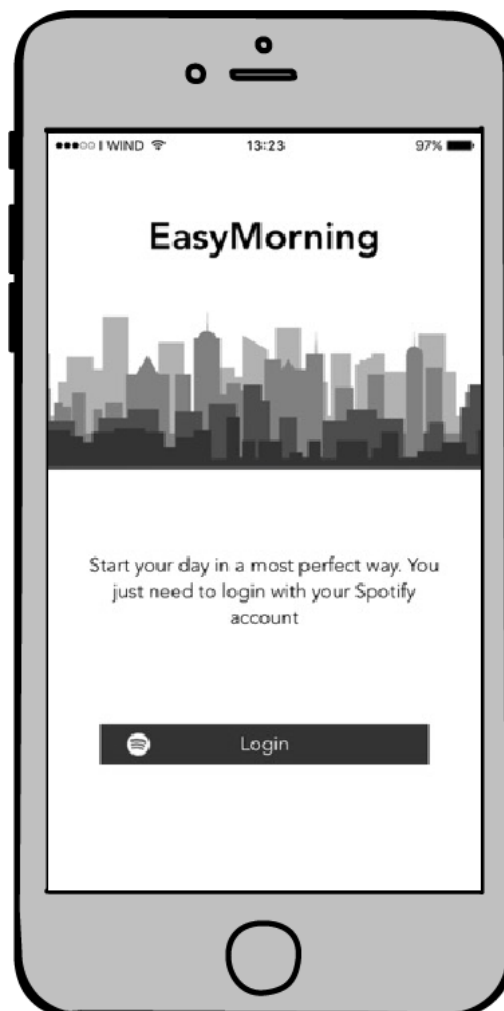 WIND 13:23 97%
EasyMorning
Start your day in a most perfect way. You
just need to login with your Spotify
account
Login